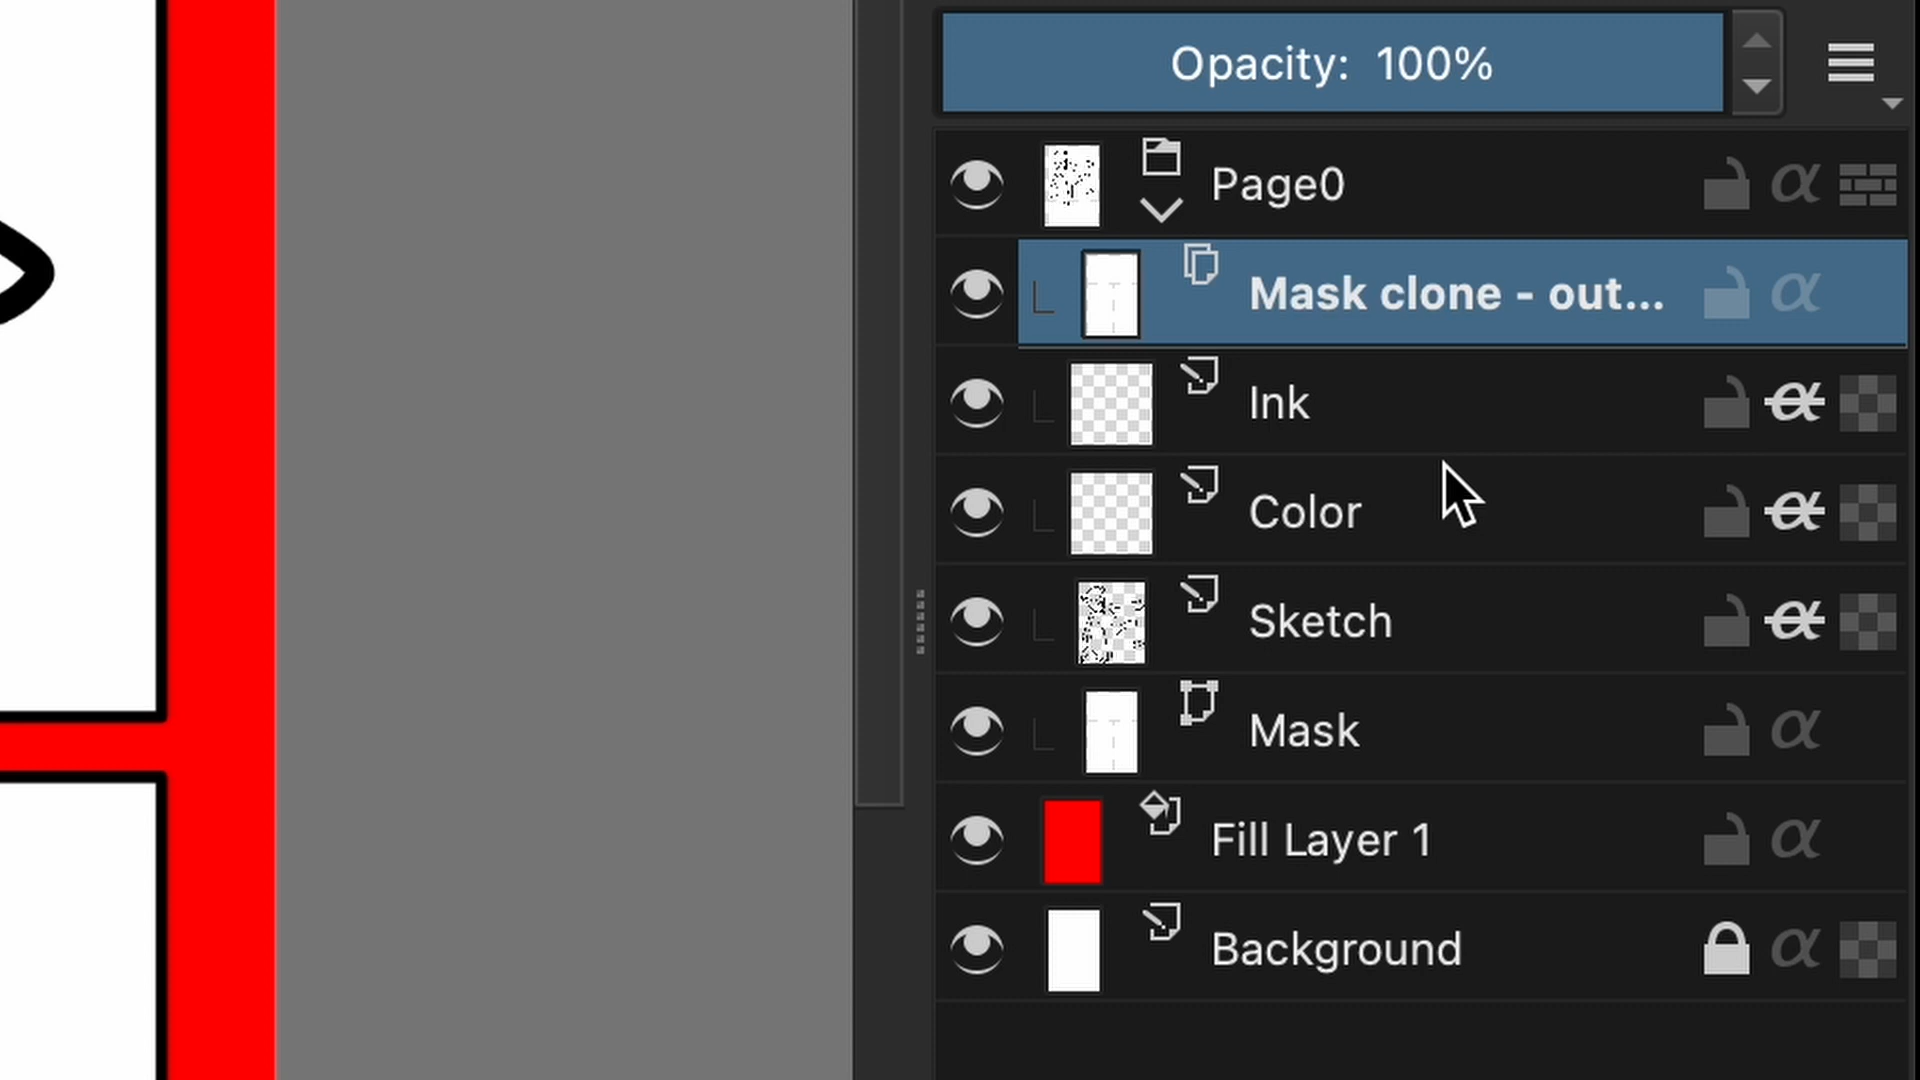 Opacity: 100%
Page0
Mask clone - out...
Ink
Color
Sketch
Mask
Fill Layer 1
Background